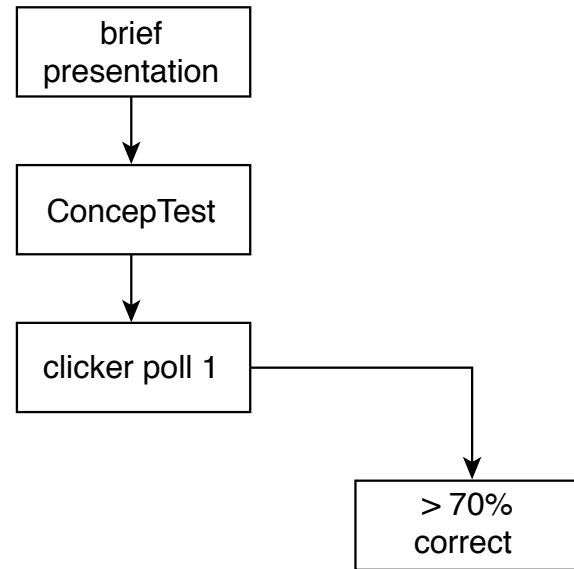 brief
presentation
ConcepTest
clicker poll 1
> 70%
correct